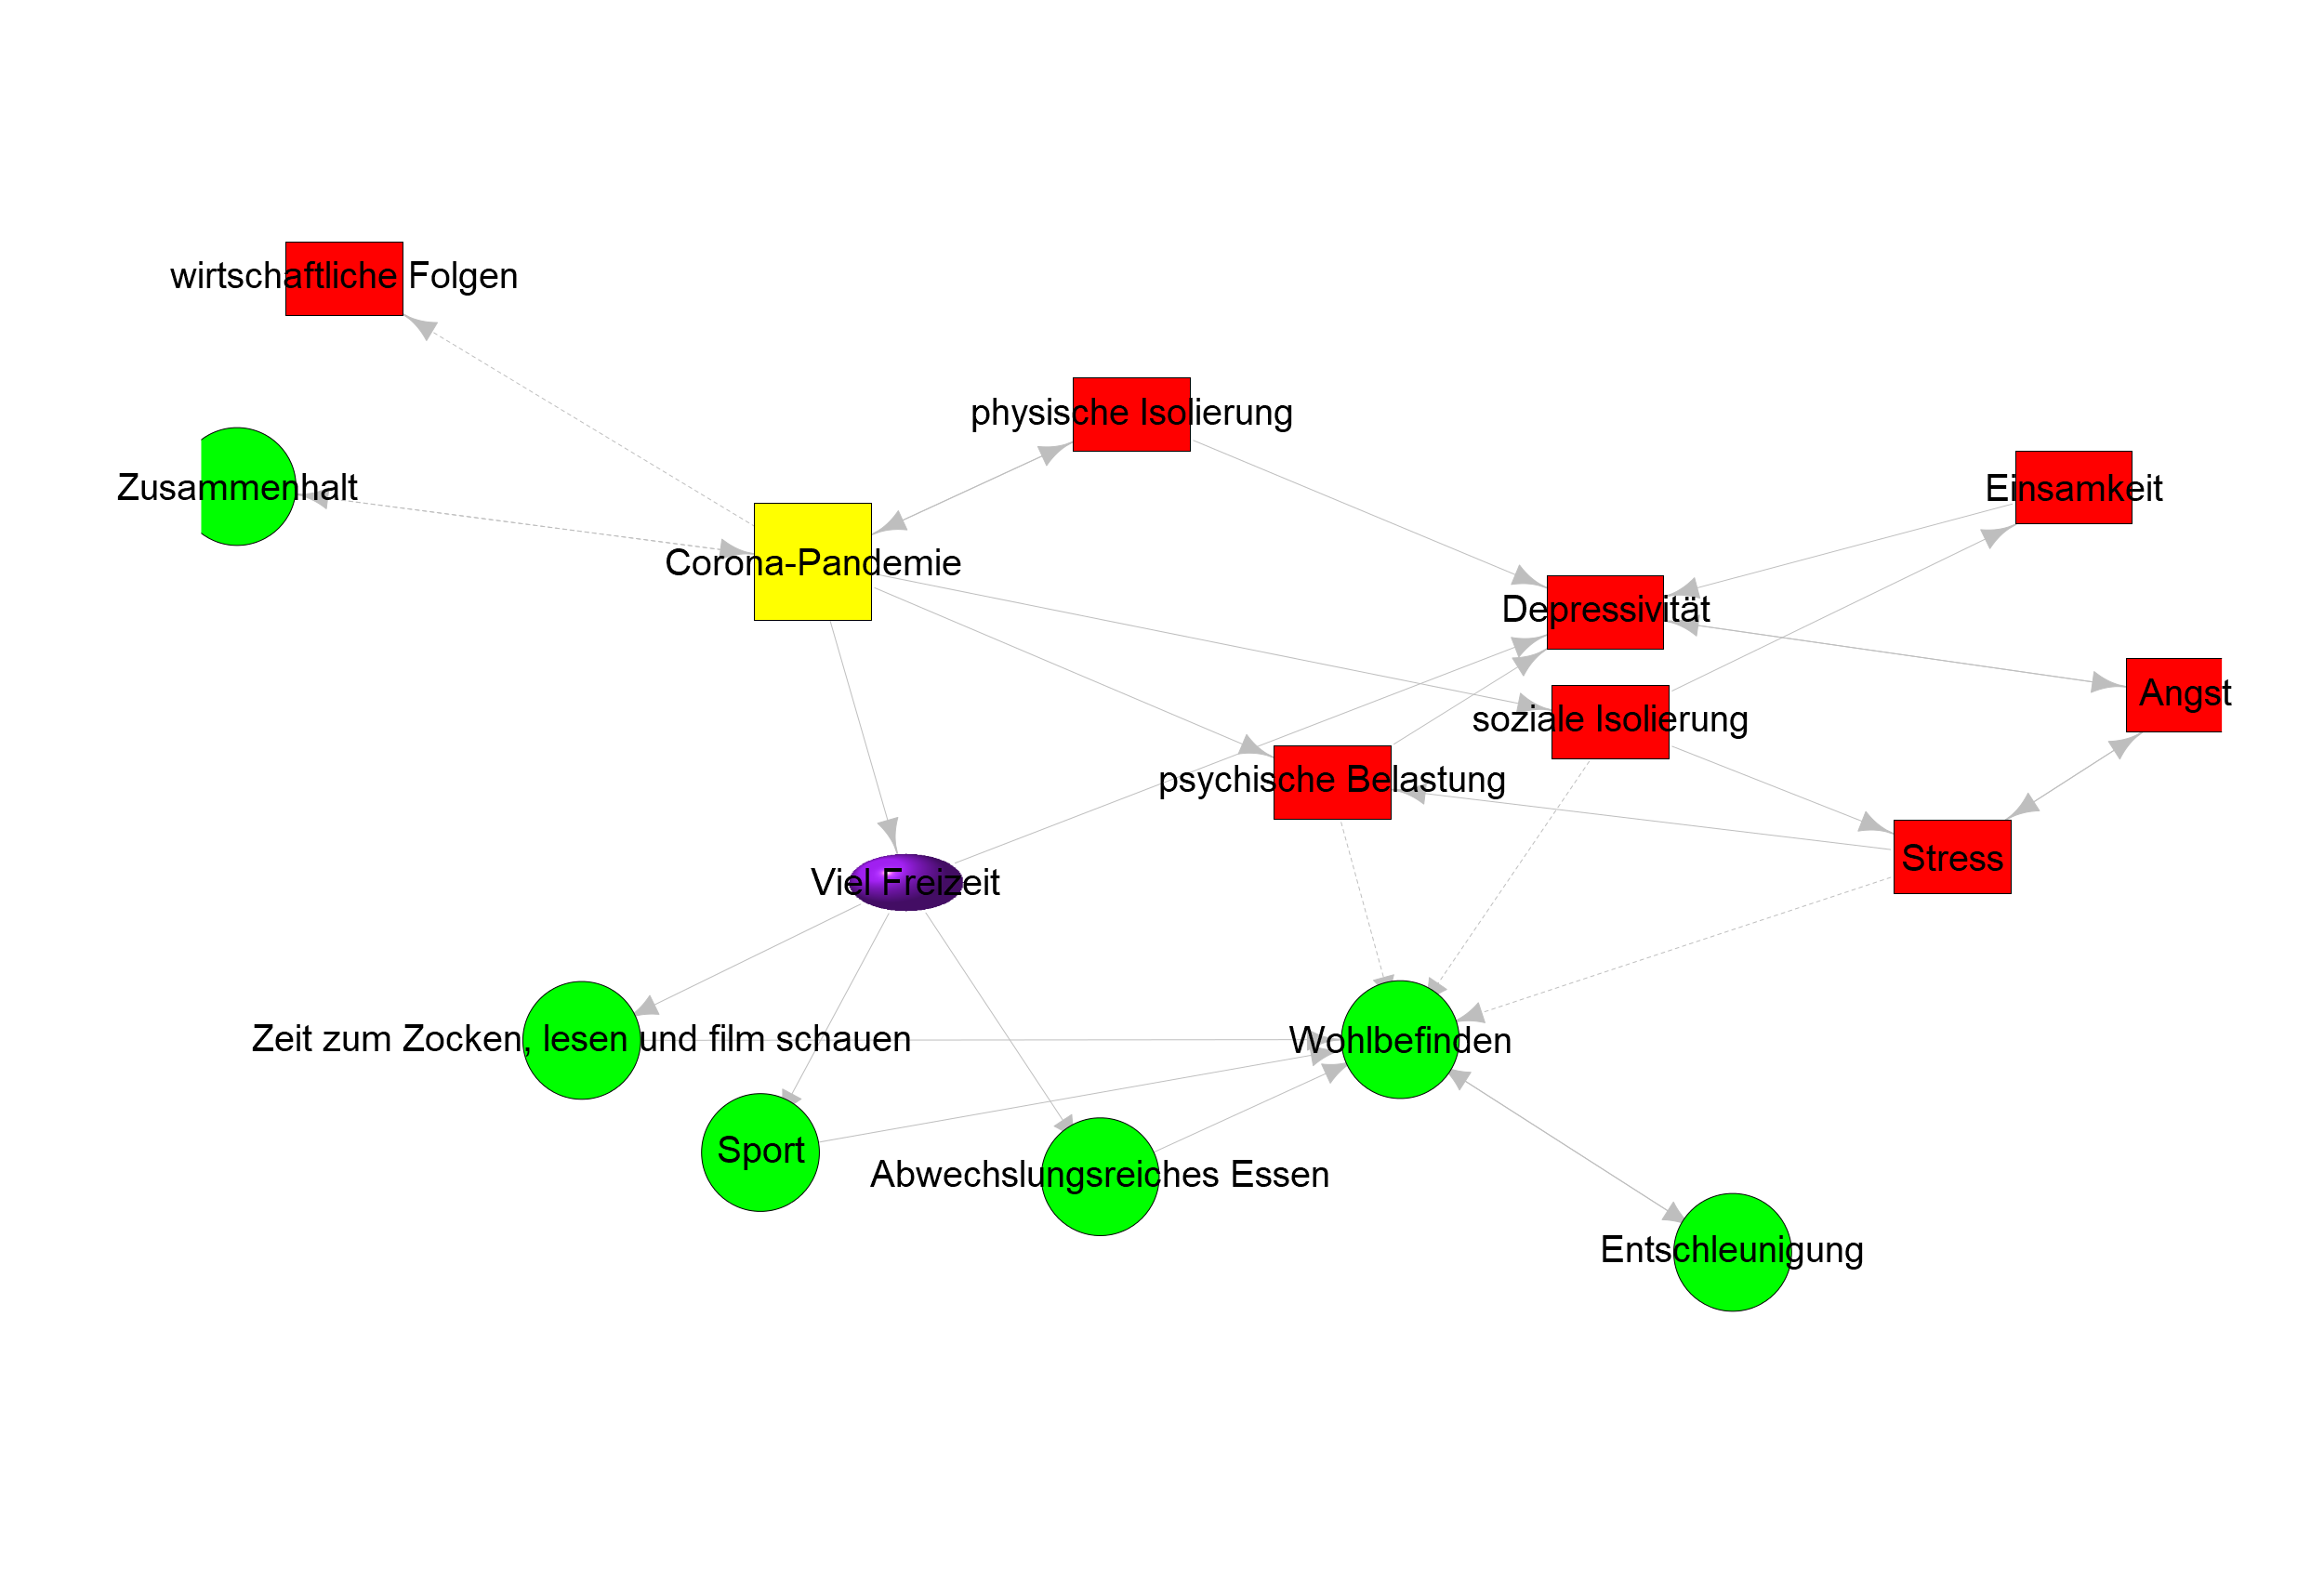 wirtschaftliche Folgen
physische Isolierung
Zusammenhalt
Einsamkeit
Corona-Pandemie
Depressivität
Angst
soziale Isolierung
psychische Belastung
Stress
Viel Freizeit
Zeit zum Zocken, lesen und film schauen
Wohlbefinden
Sport
Abwechslungsreiches Essen
Entschleunigung